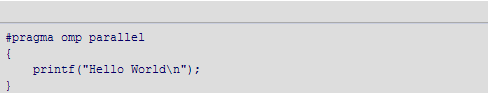 #pragma omp parallel
{
    printf("Hello World\n");
}